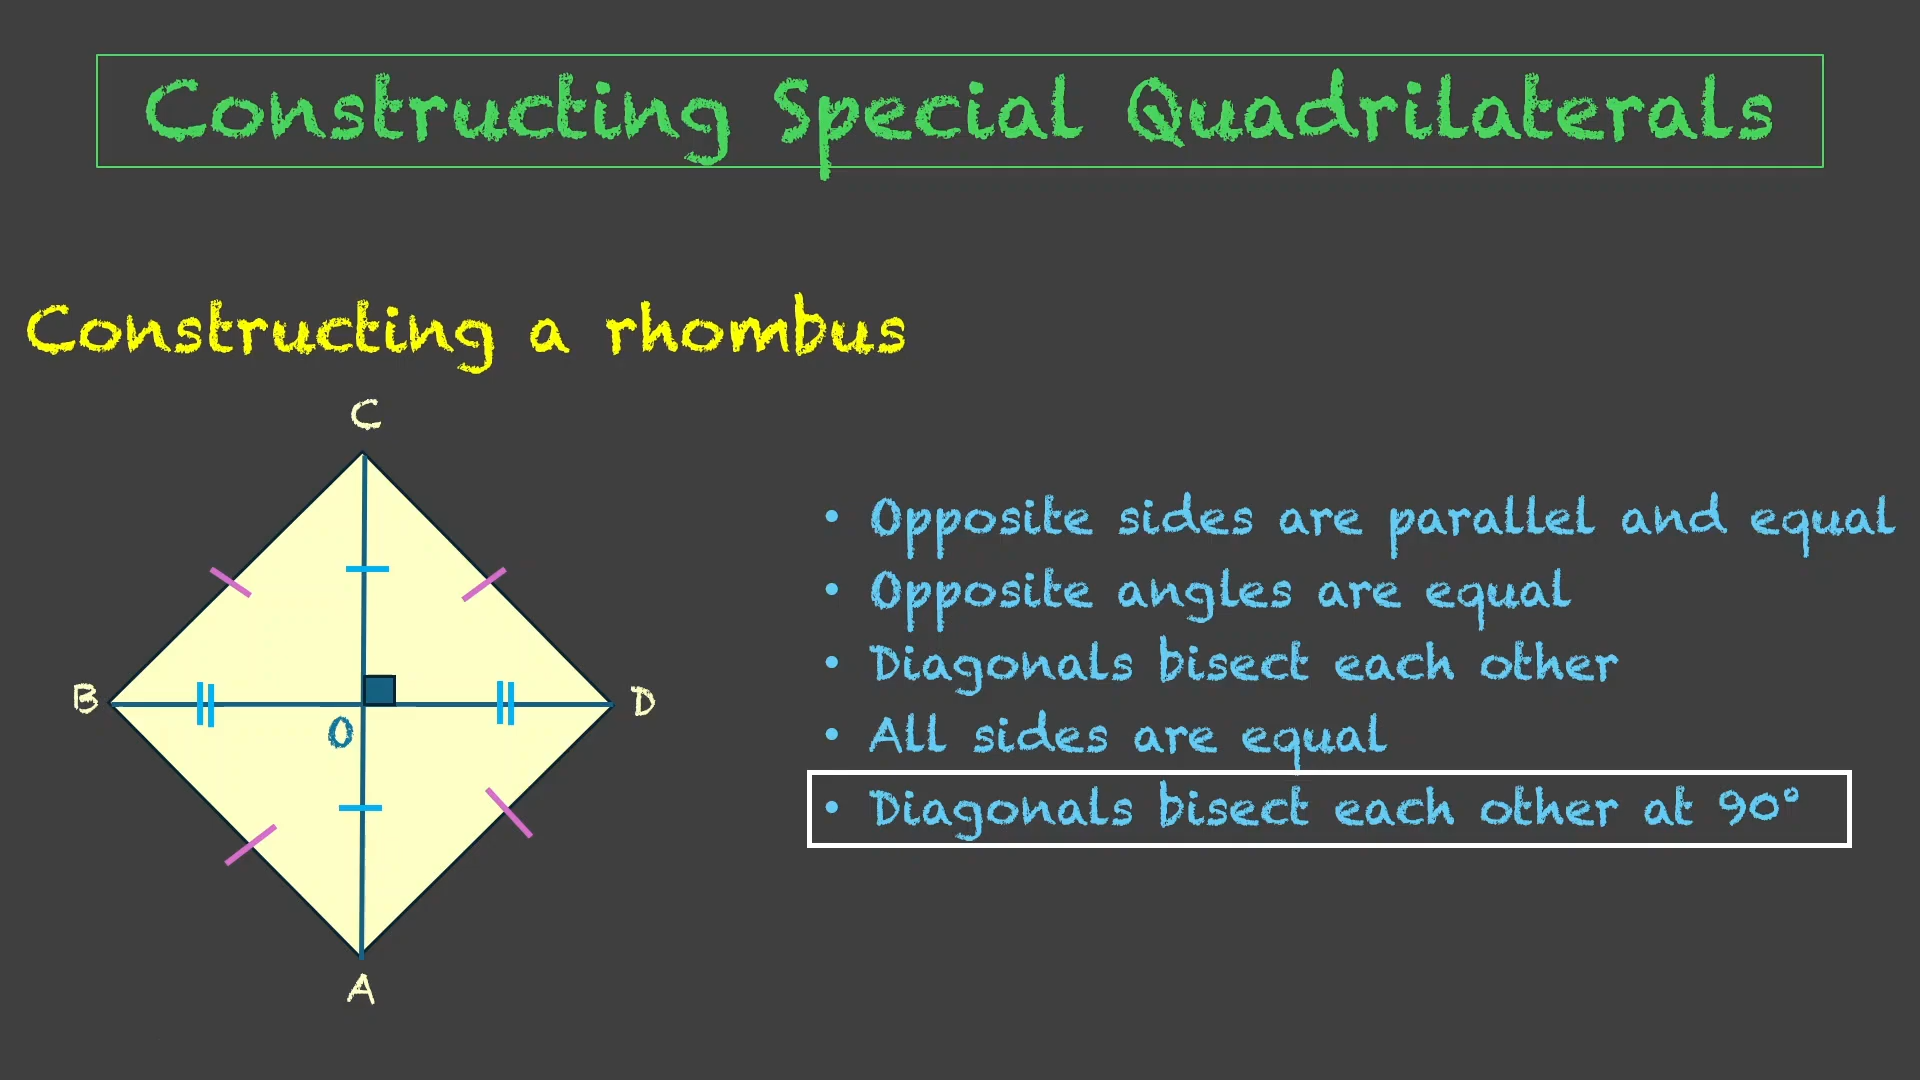 Constructing Special Quadrilaterals
Constructing a rhombus
C
B
D
O
A
• Opposite sides are parallel and equal
• Opposite angles are equal
• Diagonals bisect each other
• All sides are equal
• Diagonals bisect each other at 90°